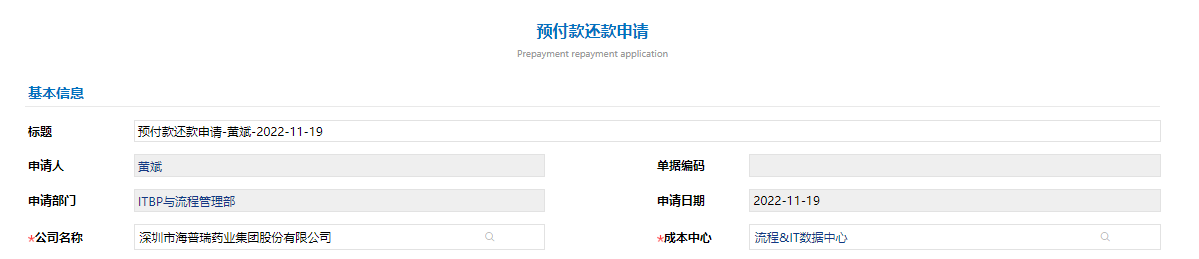 预付款还款申请
Prepayment repayment application
基本信息
标题 预付款还款申请-黄斌-2022-11-19
申请人 黄斌 单据编码
申请部门 ITBP与流程管理部 申请日期 2022-11-19
*公司名称 深圳市海普瑞药业集团股份有限公司 *成本中心 流程&IT数据中心